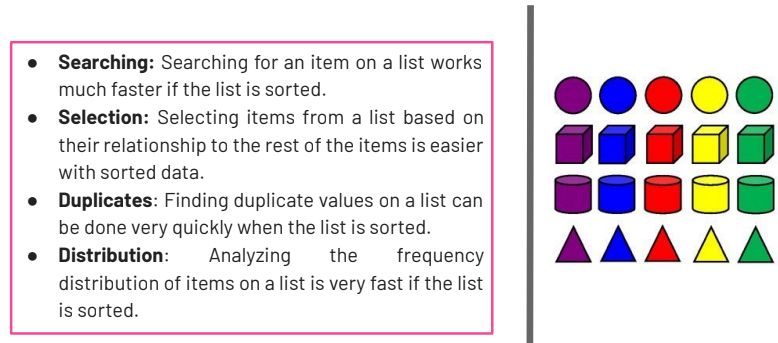 ● Searching: Searching for an item on a list works
much faster if the list is sorted.
● Selection: Selecting items from a list based on
their relationship to the rest of the items is easier
with sorted data.
● Duplicates: Finding duplicate values on a list can
be done very quickly when the list is sorted.
● Distribution: Analyzing the frequency
distribution of items on a list is very fast if the list
is sorted.